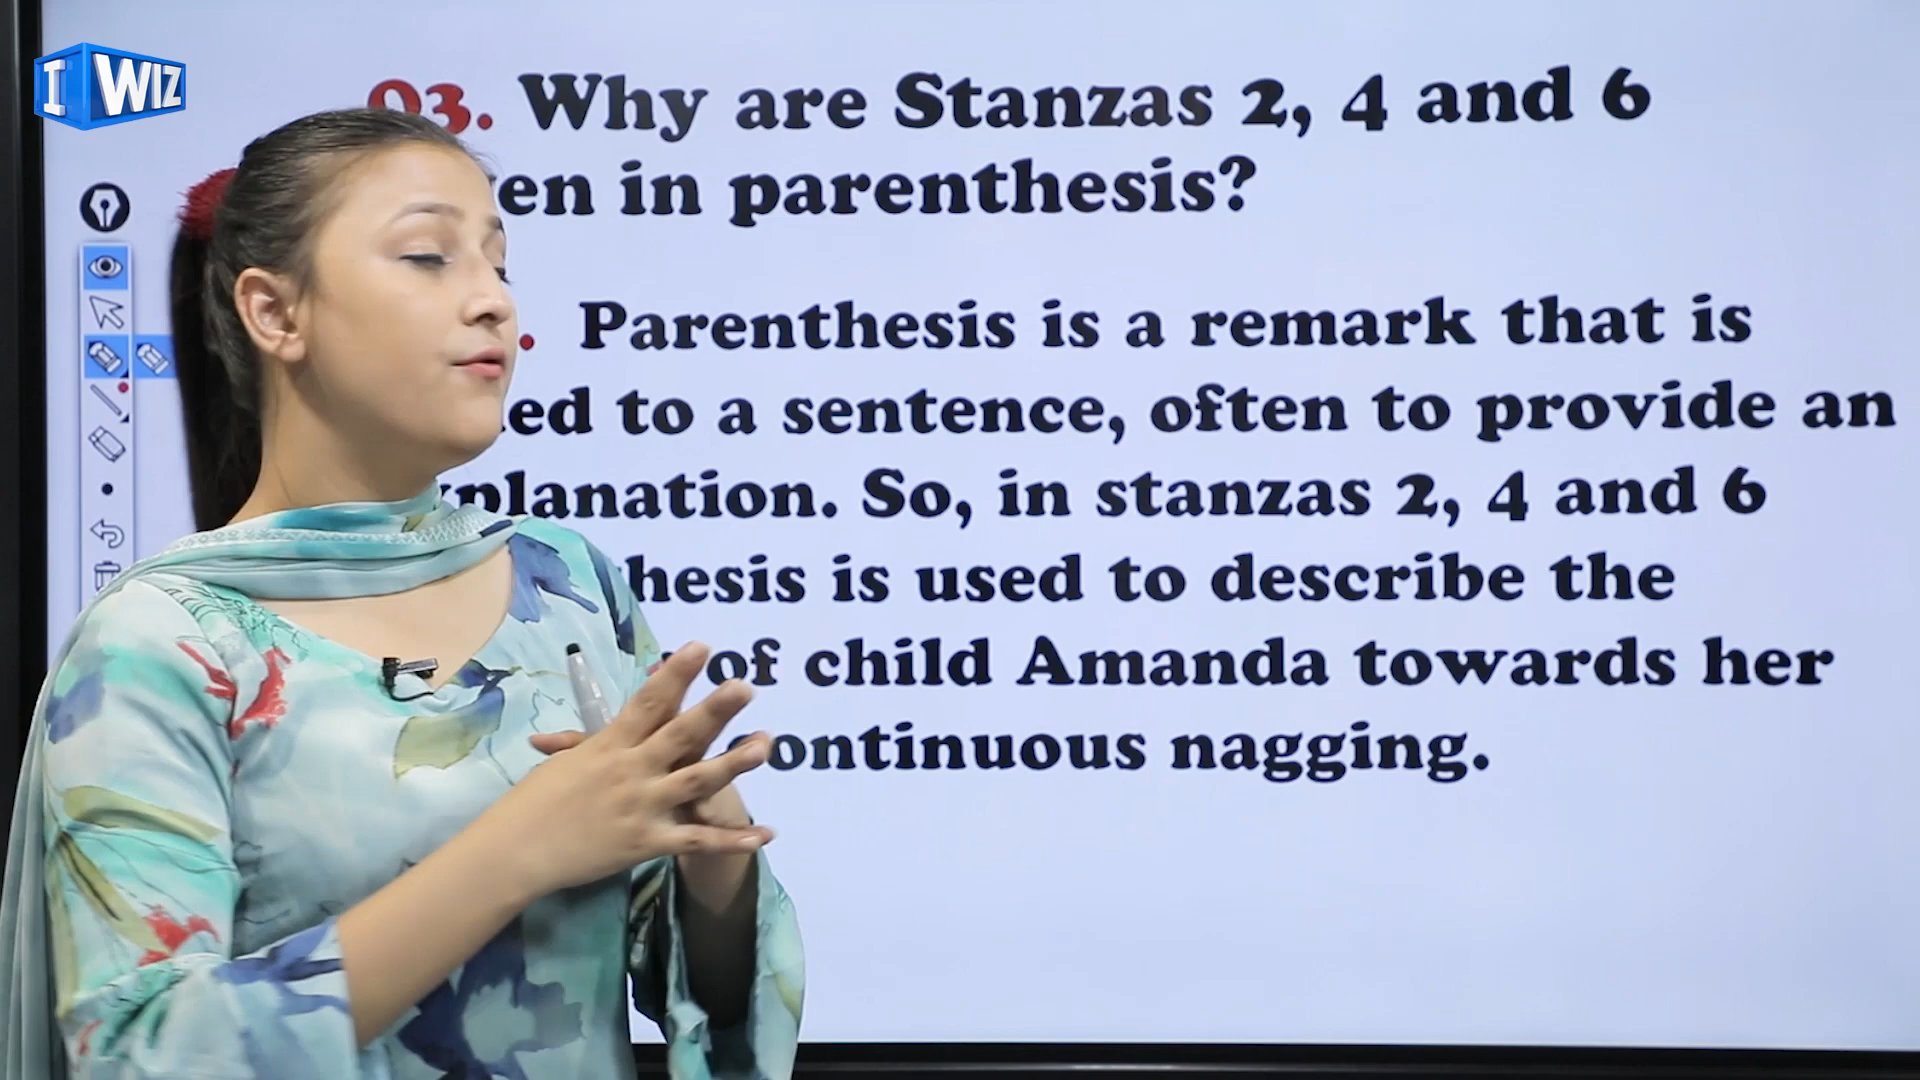 I WIZ
Q3. Why are Stanzas 2, 4 and 6
en in parenthesis?
. Parenthesis is a remark that is
ed to a sentence, often to provide an
planation. So, in stanzas 2, 4 and 6
hesis is used to describe the
of child Amanda towards her
continuous nagging.